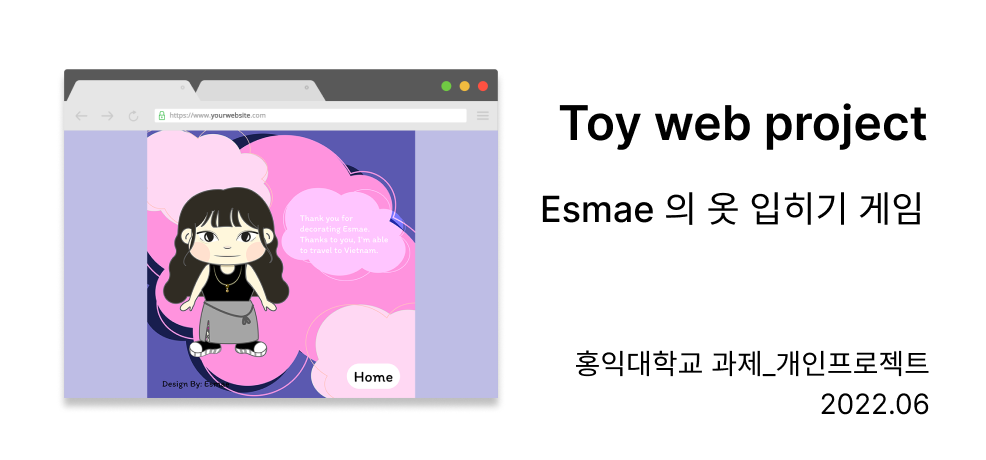 https://www.yourwebsite.com
Thank you for
decorating Esmae.
Thanks to you, I'm able
to travel to Vietnam.
Design By: Esmae
Home
Toy web project
Esmae 의 옷 입히기 게임
홍익대학교 과제_개인프로젝트
2022.06